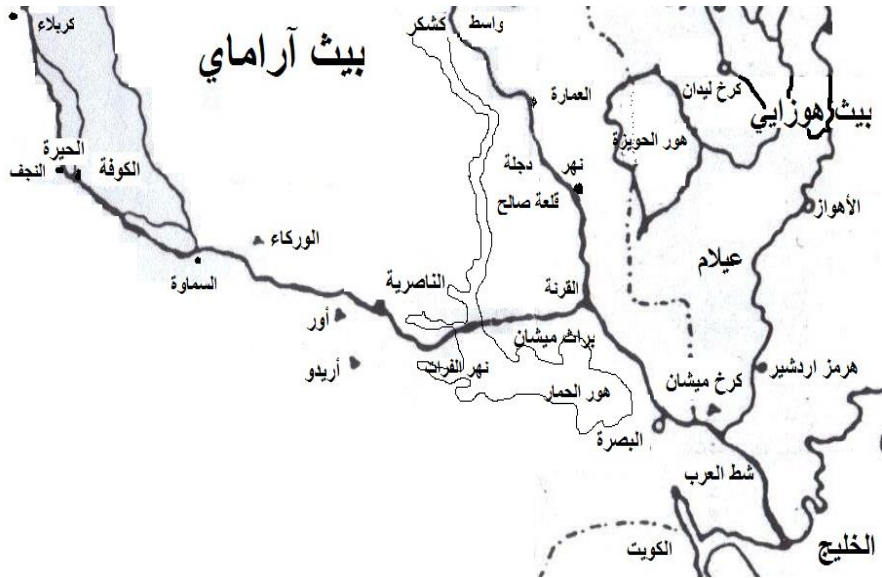 كربلاء
بيث آراماي
كشكر
واسط
العمارة
كرخ ليدان
بيث هوزايي
هور الحويزة
الحيرة
النجف
الكوفة
نهر
دجلة
قلعة صالح
الأهواز
الوركاء
السماوة
عيلام
الناصرية
القرنة
أور
أريدو
براث ميشان
نهر الفرات
هور الحمار
كرخ ميشان
هرمز اردشير
البصرة
شط العرب
الكويت
الخليج